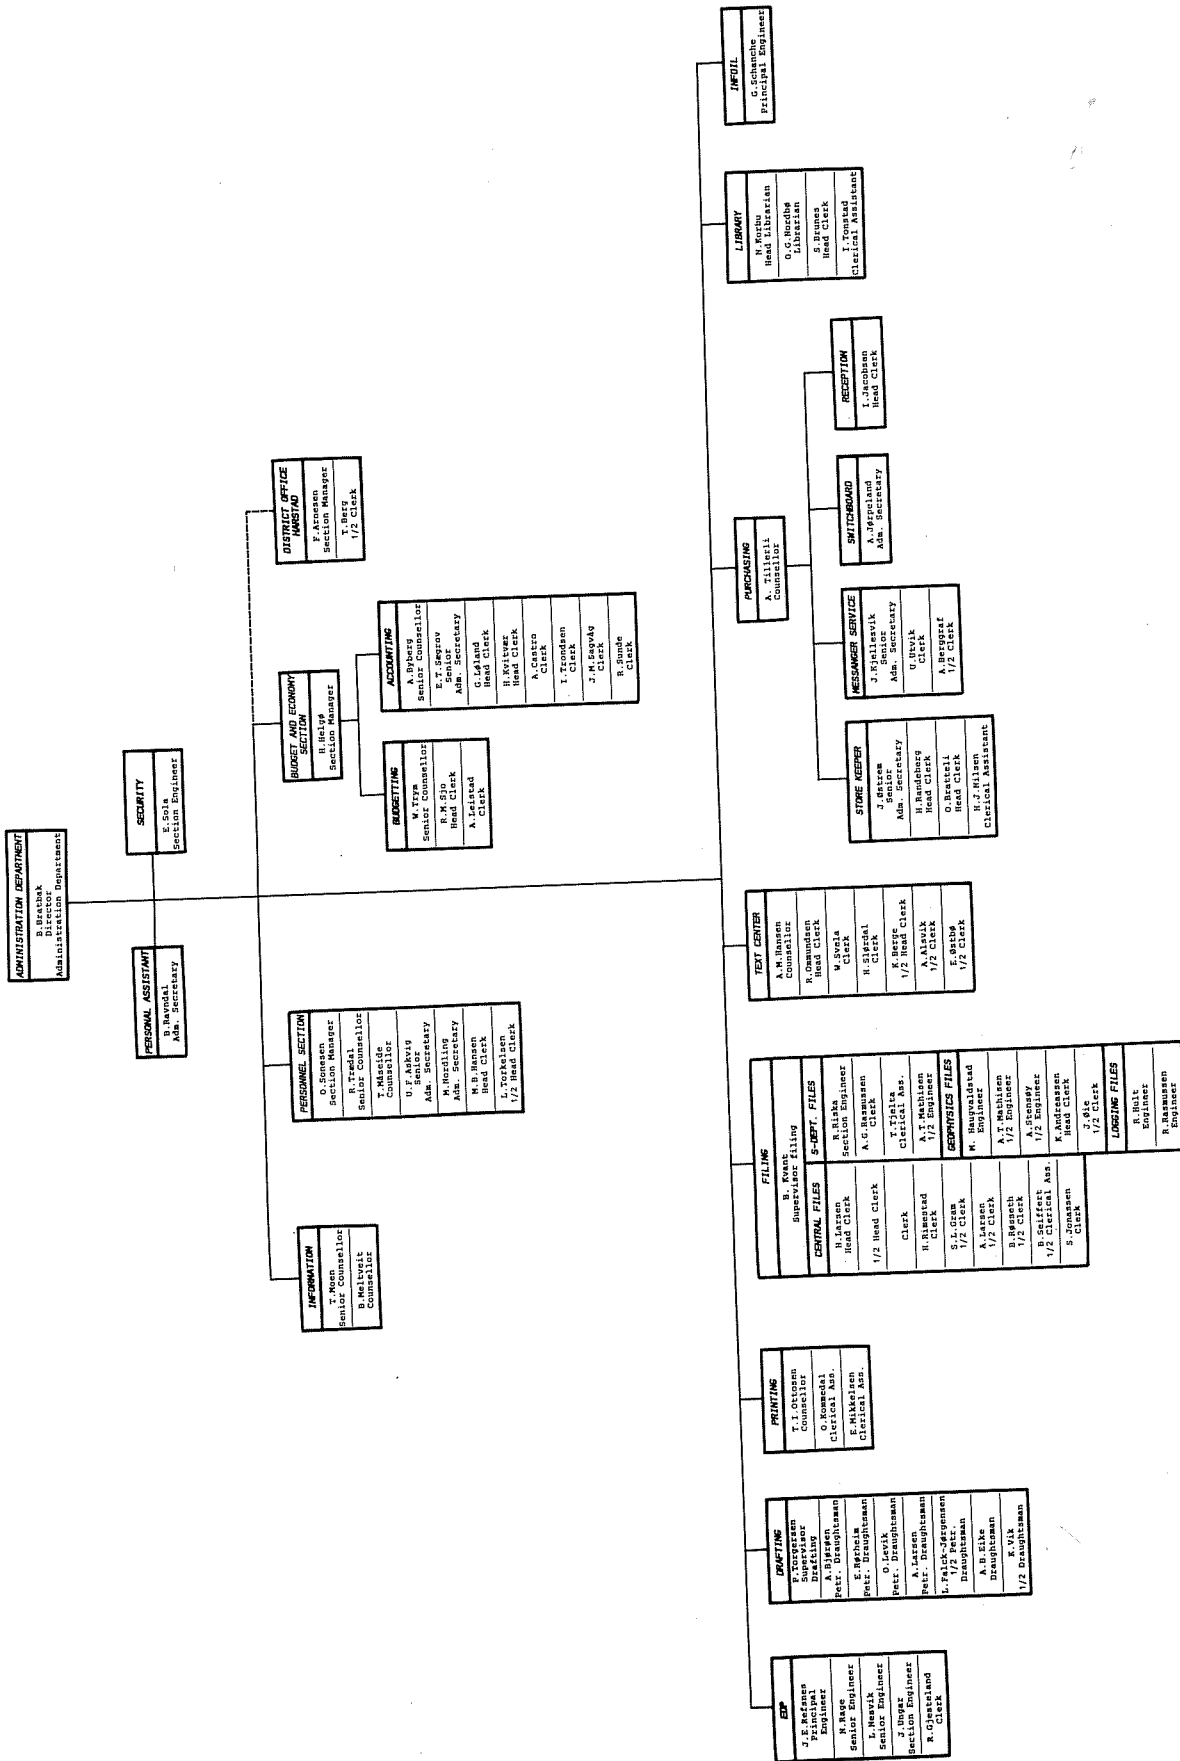 ADMINISTRATION DEPARTMENT
B.Bratbak
Director
Administration Department
PERSONAL ASSISTANT
B.Ravndal
Adm. Secretary
SECURITY
E.Sola
Section Engineer
INFORMATION
T.Moen
Senior Counsellor
B.Meltveit
Counsellor
PERSONNEL SECTION
O.Sonesen
Section Manager
R.Trædal
Senior Counsellor
T.Måseide
Counsellor
U.F.Askvig
Senior
Adm. Secretary
M.Nordling
Adm. Secretary
M.B.Hansen
Head Clerk
L.Torkelsen
1/2 Head Clerk
BUDGET AND ECONOMY
SECTION
H.Helgø
Section Manager
BUDGETTING
W.Trym
Senior Counsellor
R.M.Sjo
Head Clerk
A.Leistad
Clerk
ACCOUNTING
A.Byberg
Senior Counsellor
E.T.Sægrov
Senior
Adm. Secretary
G.Løland
Head Clerk
H.Kvitvær
Head Clerk
A.Castro
Clerk
I.Trondsen
Clerk
J.M.Sagvåg
Clerk
R.Sunde
Clerk
DISTRICT OFFICE
HARSTAD
F.Aronesen
Section Manager
T.Berg
1/2 Clerk
EDP
J.E.Refsnes
Principal
Engineer
N.Rage
Senior Engineer
L.Nesvik
Senior Engineer
J.Ungar
Section Engineer
R.Gjesteland
Clerk
DRAFTING
P.Torgersen
Supervisor
Drafting
A.Bjørsen
Petr. Draughtsman
E.Rørheim
Petr. Draughtsman
O.Levik
Petr. Draughtsman
A.Larsen
Petr. Draughtsman
L.Falck-Jørgensen
1/2 Petr.
Draughtsman
A.B.Eike
Draughtsman
K.Vik
1/2 Draughtsman
PRINTING
T.I.Ottosen
Counsellor
O.Kommedal
Clerical Ass.
E.Mikkelsen
Clerical Ass.
FILING
B. Kvant
Supervisor filing
CENTRAL FILES
H.Larsen
Head Clerk
1/2 Head Clerk
Clerk
H.Rimestad
Clerk
S.L.Gram
1/2 Clerk
A.Larsen
1/2 Clerk
B.Røsseth
1/2 Clerk
B.Seiffert
1/2 Clerical Ass.
S.Jonassen
Clerk
S-DEPT. FILES
R.Riska
Section Engineer
A.G.Rasmussen
Clerk
T.Tjelta
Clerical Ass.
A.T.Mathisen
1/2 Engineer
GEOPHYSICS FILES
M. Haugvaldstad
Engineer
A.T.Mathisen
1/2 Engineer
A.Stensøy
1/2 Engineer
K.Andreassen
Head Clerk
J.Øie
1/2 Clerk
LOGGING FILES
R.Hult
Engineer
R.Rasmussen
Engineer
TEXT CENTER
A.M.Hansen
Counsellor
R.Ommundsen
Head Clerk
W.Svela
Clerk
H.Slørdal
Clerk
K.Berge
1/2 Head Clerk
A.Alsvik
1/2 Clerk
E.Østbø
1/2 Clerk
PURCHASING
A. Tillerli
Counsellor
STORE KEEPER
J.Østrem
Senior
Adm. Secretary
H.Randeberg
Head Clerk
O.Bratteli
Head Clerk
H.J.Nilsen
Clerical Assistant
MESSANGER SERVICE
J.Kjellesvik
Senior
Adm. Secretary
U.Utvik
Clerk
A.Berggraf
1/2 Clerk
SWITCHBOARD
A.Jørpeland
Adm. Secretary
RECEPTION
I.Jacobsen
Head Clerk
LIBRARY
N.Korbu
Head Librarian
O.G.Nordbø
Librarian
S.Brunes
Head Clerk
I.Tonstad
Clerical Assistant
INFOIL
G.Schanche
Principal Engineer